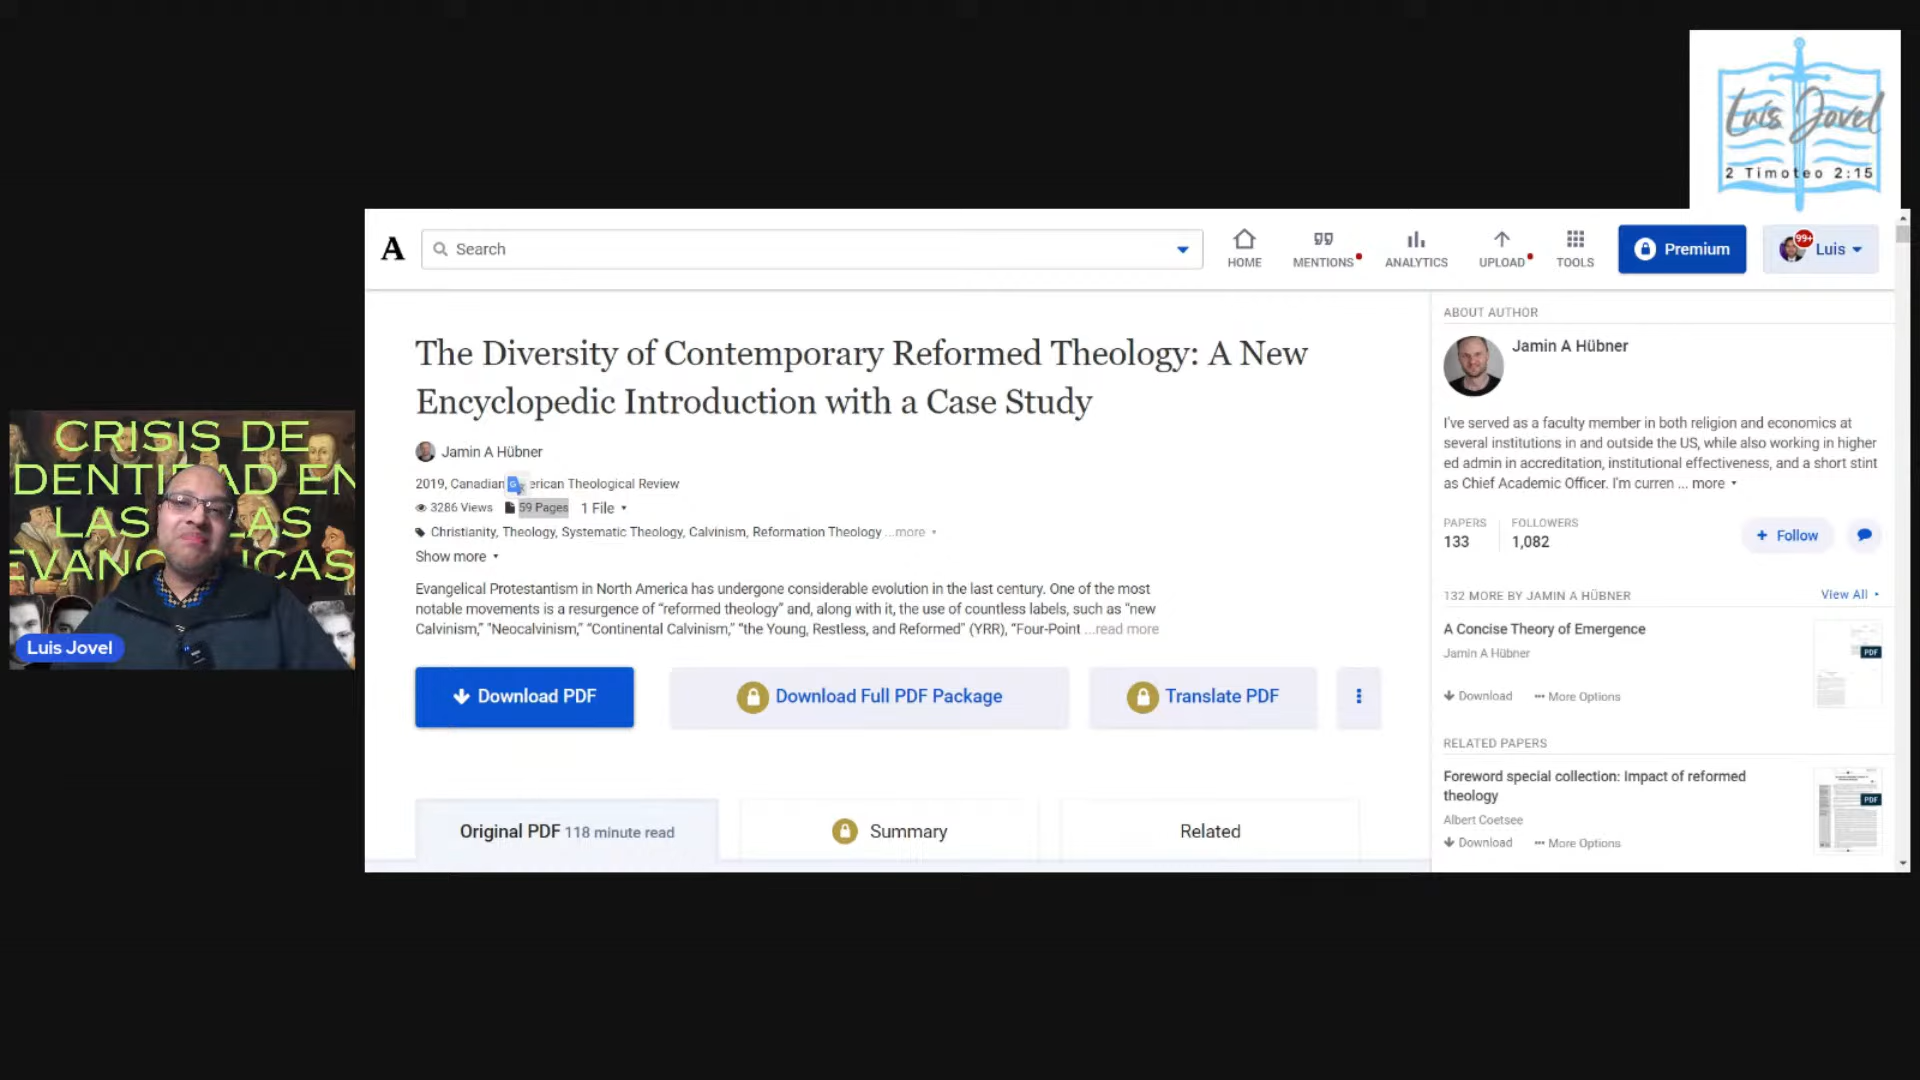 Luis Jovel
2 Timoteo 2:15
A
Search
HOME
MENTIONS
ANALYTICS
UPLOAD
TOOLS
Premium
99+
Luis
The Diversity of Contemporary Reformed Theology: A New
Encyclopedic Introduction with a Case Study
Jamin A Hübner
2019, Canadian erican Theological Review
3286 Views 59 Pages 1 File
Christianity, Theology, Systematic Theology, Calvinism, Reformation Theology ...more
Show more
Evangelical Protestantism in North America has undergone considerable evolution in the last century. One of the most
notable movements is a resurgence of “reformed theology” and, along with it, the use of countless labels, such as “new
Calvinism,” “Neocalvinism,” “Continental Calvinism,” “the Young, Restless, and Reformed” (YRR), “Four-Point ...read more
Download PDF
Download Full PDF Package
Translate PDF
Original PDF 118 minute read
Summary
Related
ABOUT AUTHOR
Jamin A Hübner
I've served as a faculty member in both religion and economics at
several institutions in and outside the US, while also working in higher
ed admin in accreditation, institutional effectiveness, and a short stint
as Chief Academic Officer. I'm curren ... more
PAPERS
133
FOLLOWERS
1,082
+ Follow
132 MORE BY JAMIN A HÜBNER
View All
A Concise Theory of Emergence
Jamin A Hübner
Download
More Options
PDF
RELATED PAPERS
Foreword special collection: Impact of reformed
theology
Albert Coetsee
Download
More Options
PDF
CRISIS DE
DENTI AD EN
LAS LAS
EVAN ICAS
Luis Jovel